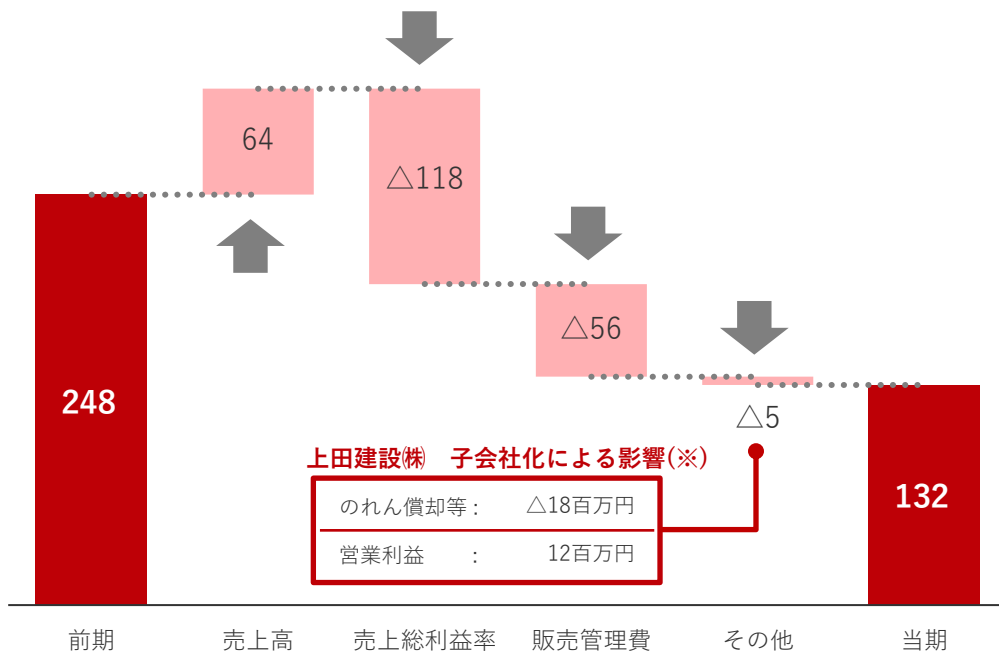 64
△118
△56
248
△5
上田建設㈱　子会社化による影響(※)
のれん償却等：　△18百万円
営業利益　　：　12百万円
132
前期　売上高　売上総利益率　販売管理費　その他　当期